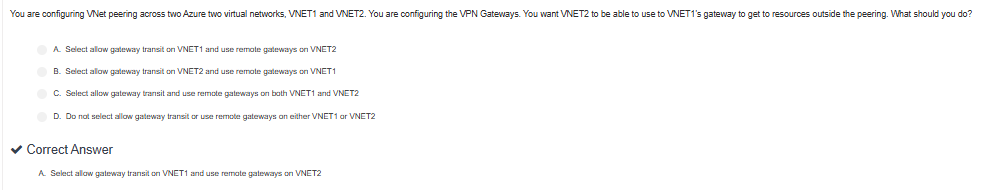 You are configuring VNet peering across two Azure two virtual networks, VNET1 and VNET2. You are configuring the VPN Gateways. You want VNET2 to be able to use to VNET1's gateway to get to resources outside the peering. What should you do?
A. Select allow gateway transit on VNET1 and use remote gateways on VNET2
B. Select allow gateway transit on VNET2 and use remote gateways on VNET1
C. Select allow gateway transit and use remote gateways on both VNET1 and VNET2
D. Do not select allow gateway transit or use remote gateways on either VNET1 or VNET2
✔ Correct Answer
A. Select allow gateway transit on VNET1 and use remote gateways on VNET2